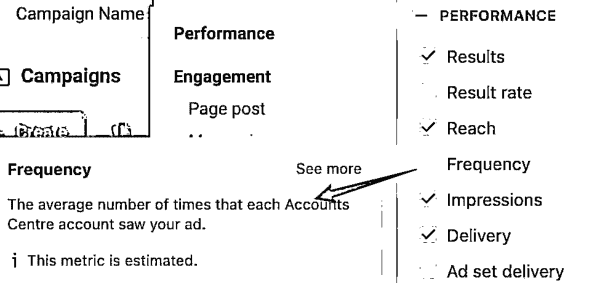 Campaign Name:
Campaigns
Create
Performance
Engagement
Page post
Frequency
See more
The average number of times that each Accounts
Centre account saw your ad.
i This metric is estimated.
— PERFORMANCE
Results
Result rate
Reach
Frequency
Impressions
Delivery
Ad set delivery